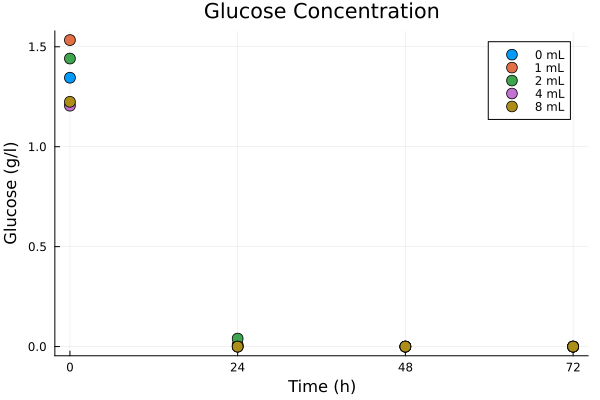 Glucose Concentration
1.5
1.0
0.5
0.0
Glucose (g/l)
0 mL
1 mL
2 mL
4 mL
8 mL
0 24 48 72
Time (h)